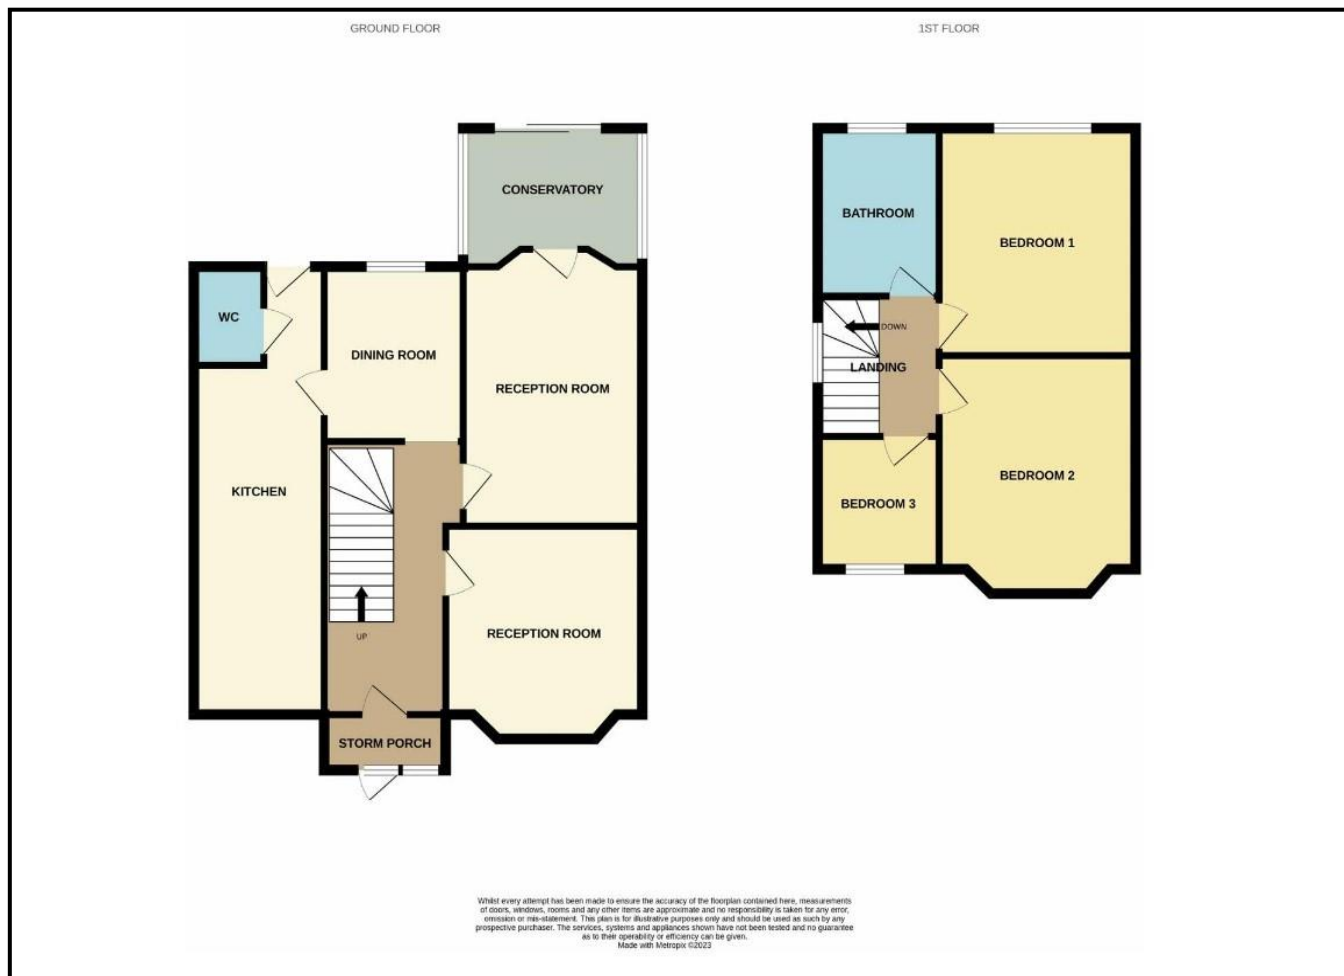 GROUND FLOOR
1ST FLOOR
CONSERVATORY
WC
DINING ROOM
RECEPTION ROOM
KITCHEN
UP
RECEPTION ROOM
STORM PORCH
BATHROOM
BEDROOM 1
DOWN
LANDING
BEDROOM 2
BEDROOM 3
Whilst every attempt has been made to ensure the accuracy of the floorplan contained here, measurements
of doors, windows, rooms and any other items are approximate and no responsibility is taken for any error,
omission or mis-statement. This plan is for illustrative purposes only and should be used as such by any
prospective purchaser. The services, systems and appliances shown have not been tested and no guarantee
as to their operability or efficiency can be given.
Made with Metropix ©2023